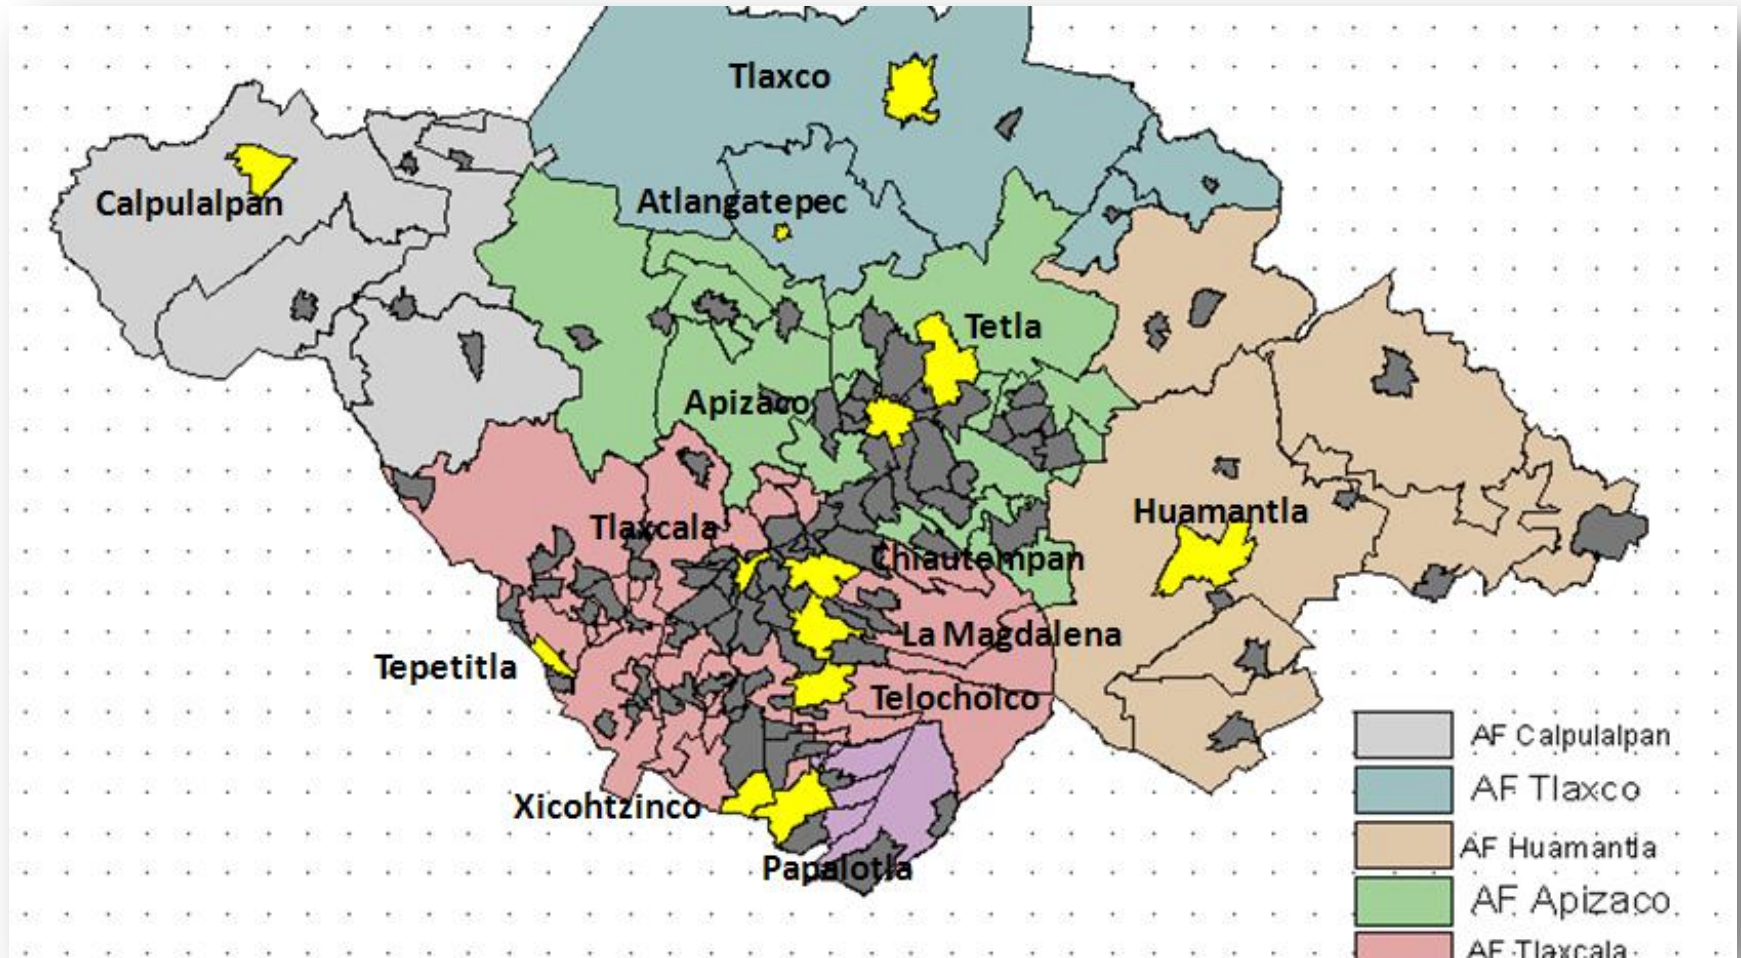 Tlaxco
Calpulalpan
Atlangatepec
Tetla
Apizaco
Huamantla
Tlaxcala
Chiautempan
La Magdalena
Tepetitla
Telocholco
Xicohtzinco
Papalotla
AF Calpulalpan
AF Tlaxco
AF Huamantla
AF Apizaco
AF Tlaxcala